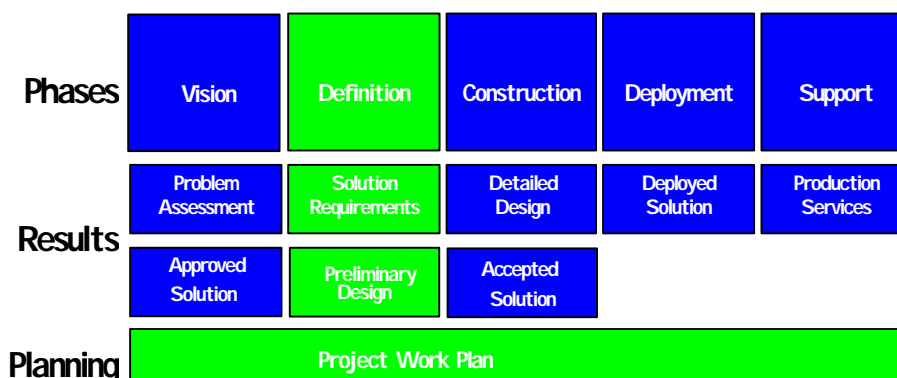 Phases
Vision
Definition
Construction
Deployment
Support
Results
Problem
Assessment
Solution
Requirements
Detailed
Design
Deployed
Solution
Production
Services
Approved
Solution
Preliminary
Design
Accepted
Solution
Planning
Project Work Plan